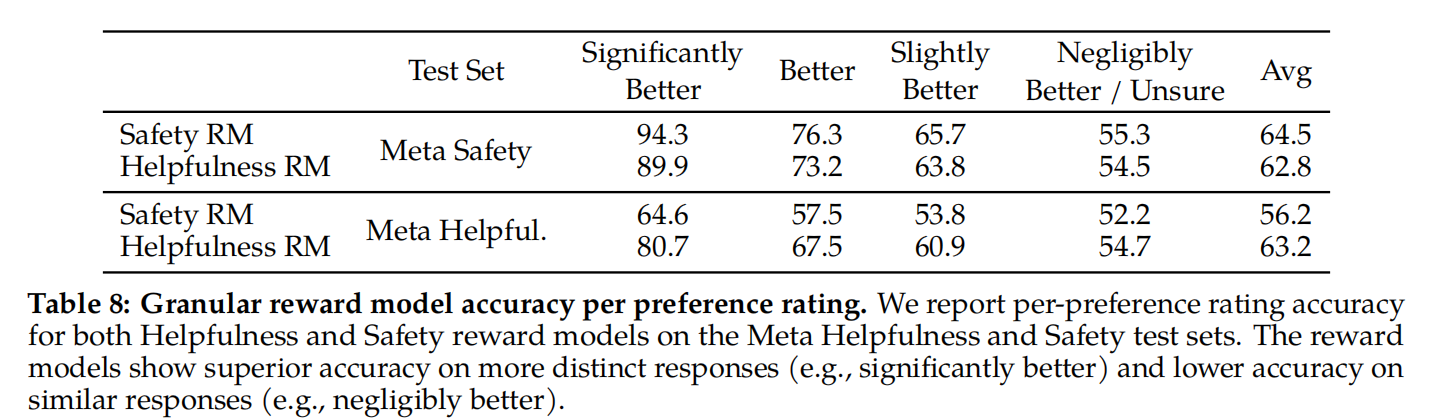 Test Set Significantly Better Better Slightly Better Negligibly Better / Unsure Avg
Safety RM Meta Safety 94.3 76.3 65.7 55.3 64.5
Helpfulness RM 89.9 73.2 63.8 54.5 62.8
Safety RM Meta Helpful. 64.6 57.5 53.8 52.2 56.2
Helpfulness RM 80.7 67.5 60.9 54.7 63.2
Table 8: Granular reward model accuracy per preference rating. We report per-preference rating accuracy
for both Helpfulness and Safety reward models on the Meta Helpfulness and Safety test sets. The reward
models show superior accuracy on more distinct responses (e.g., significantly better) and lower accuracy on
similar responses (e.g., negligibly better).